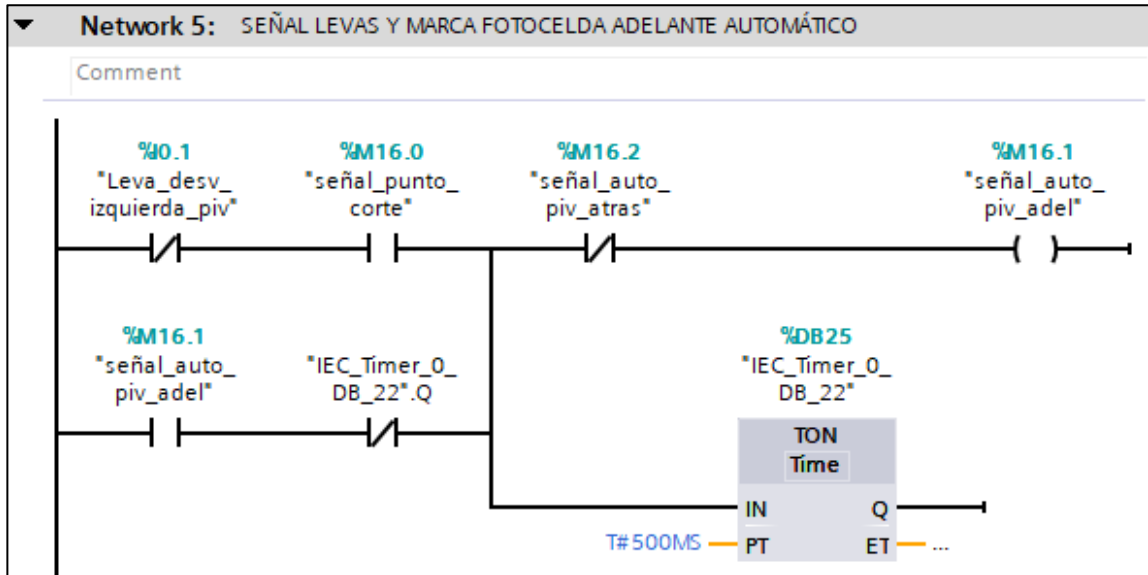 Network 5: SEÑAL LEVAS Y MARCA FOTOCELDA ADELANTE AUTOMÁTICO
Comment
%I0.1
"Leva_desv_
izquierda_piv"
%M16.0
"señal_punto_
corte"
%M16.2
"señal_auto_
piv_atras"
%M16.1
"señal_auto_
piv_adel"
%M16.1
"señal_auto_
piv_adel"
"IEC_Timer_0_
DB_22".Q
%DB25
"IEC_Timer_0_
DB_22"
TON
Time
IN Q
T#500MS PT ET ...